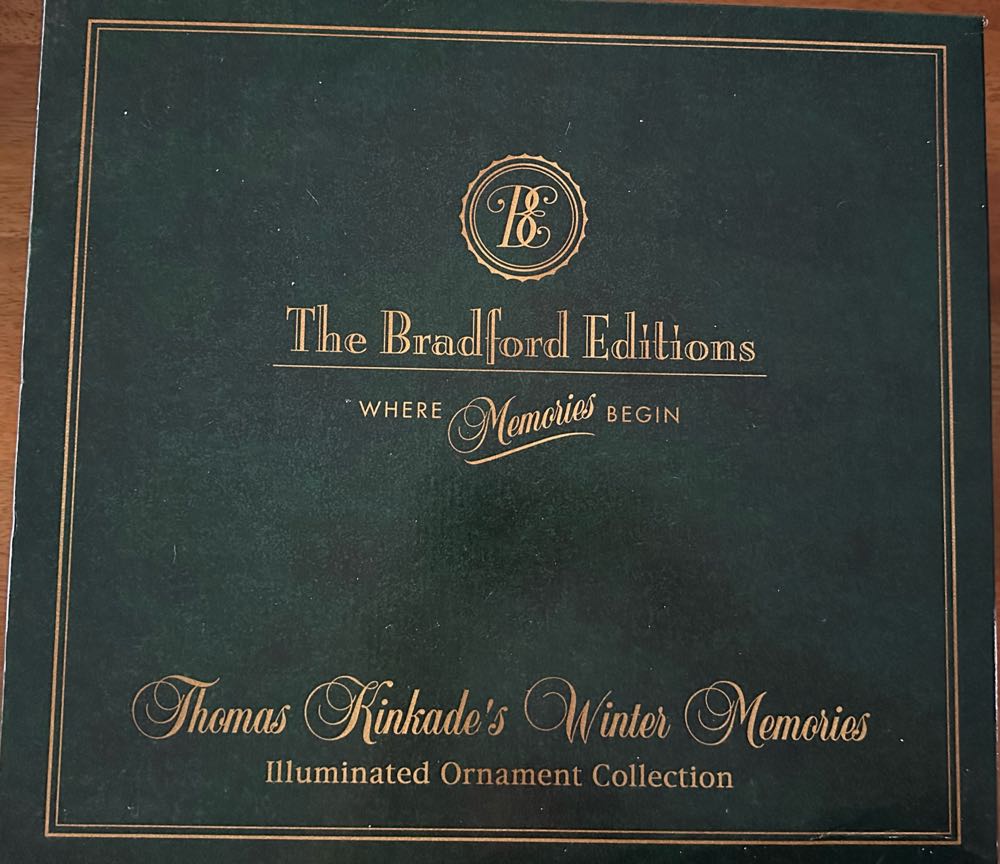 BE
The Bradford Editions
WHERE Memories BEGIN
Thomas Kinkade's Winter Memories
Illuminated Ornament Collection